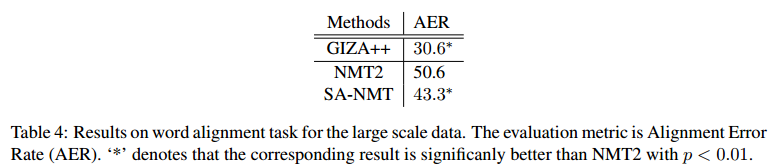 Methods AER
GIZA++ 30.6*
NMT2 50.6
SA-NMT 43.3*
Table 4: Results on word alignment task for the large scale data. The evaluation metric is Alignment Error
Rate (AER). ‘*’ denotes that the corresponding result is significanly better than NMT2 with p < 0.01.